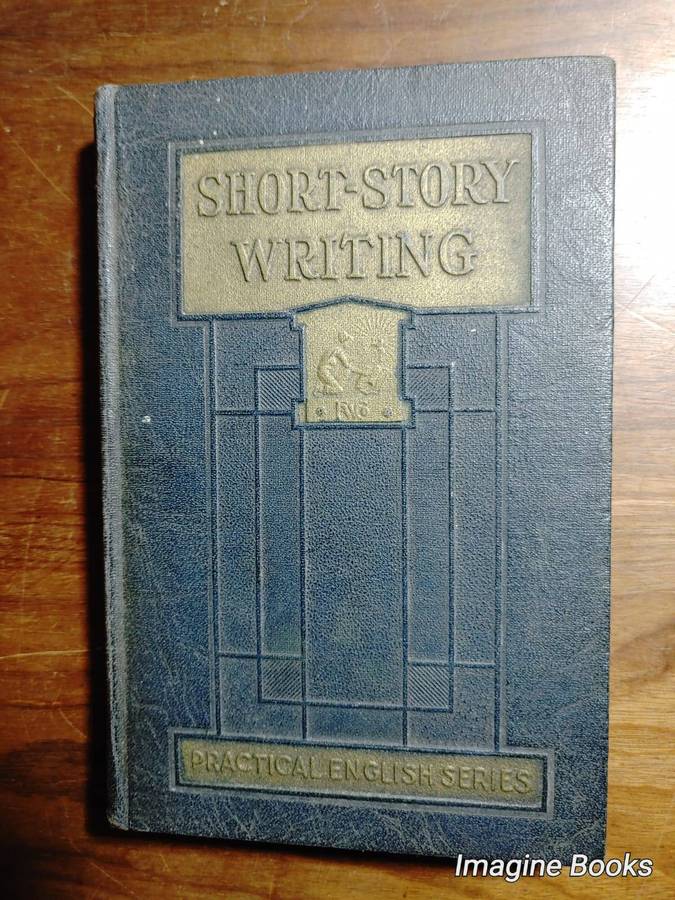 SHORT-STORY
WRITING
PRACTICAL ENGLISH SERIES
Imagine Books